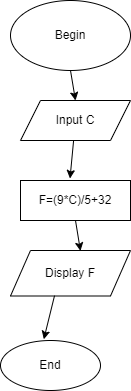 Begin
Input C
F=(9*C)/5+32
Display F
End